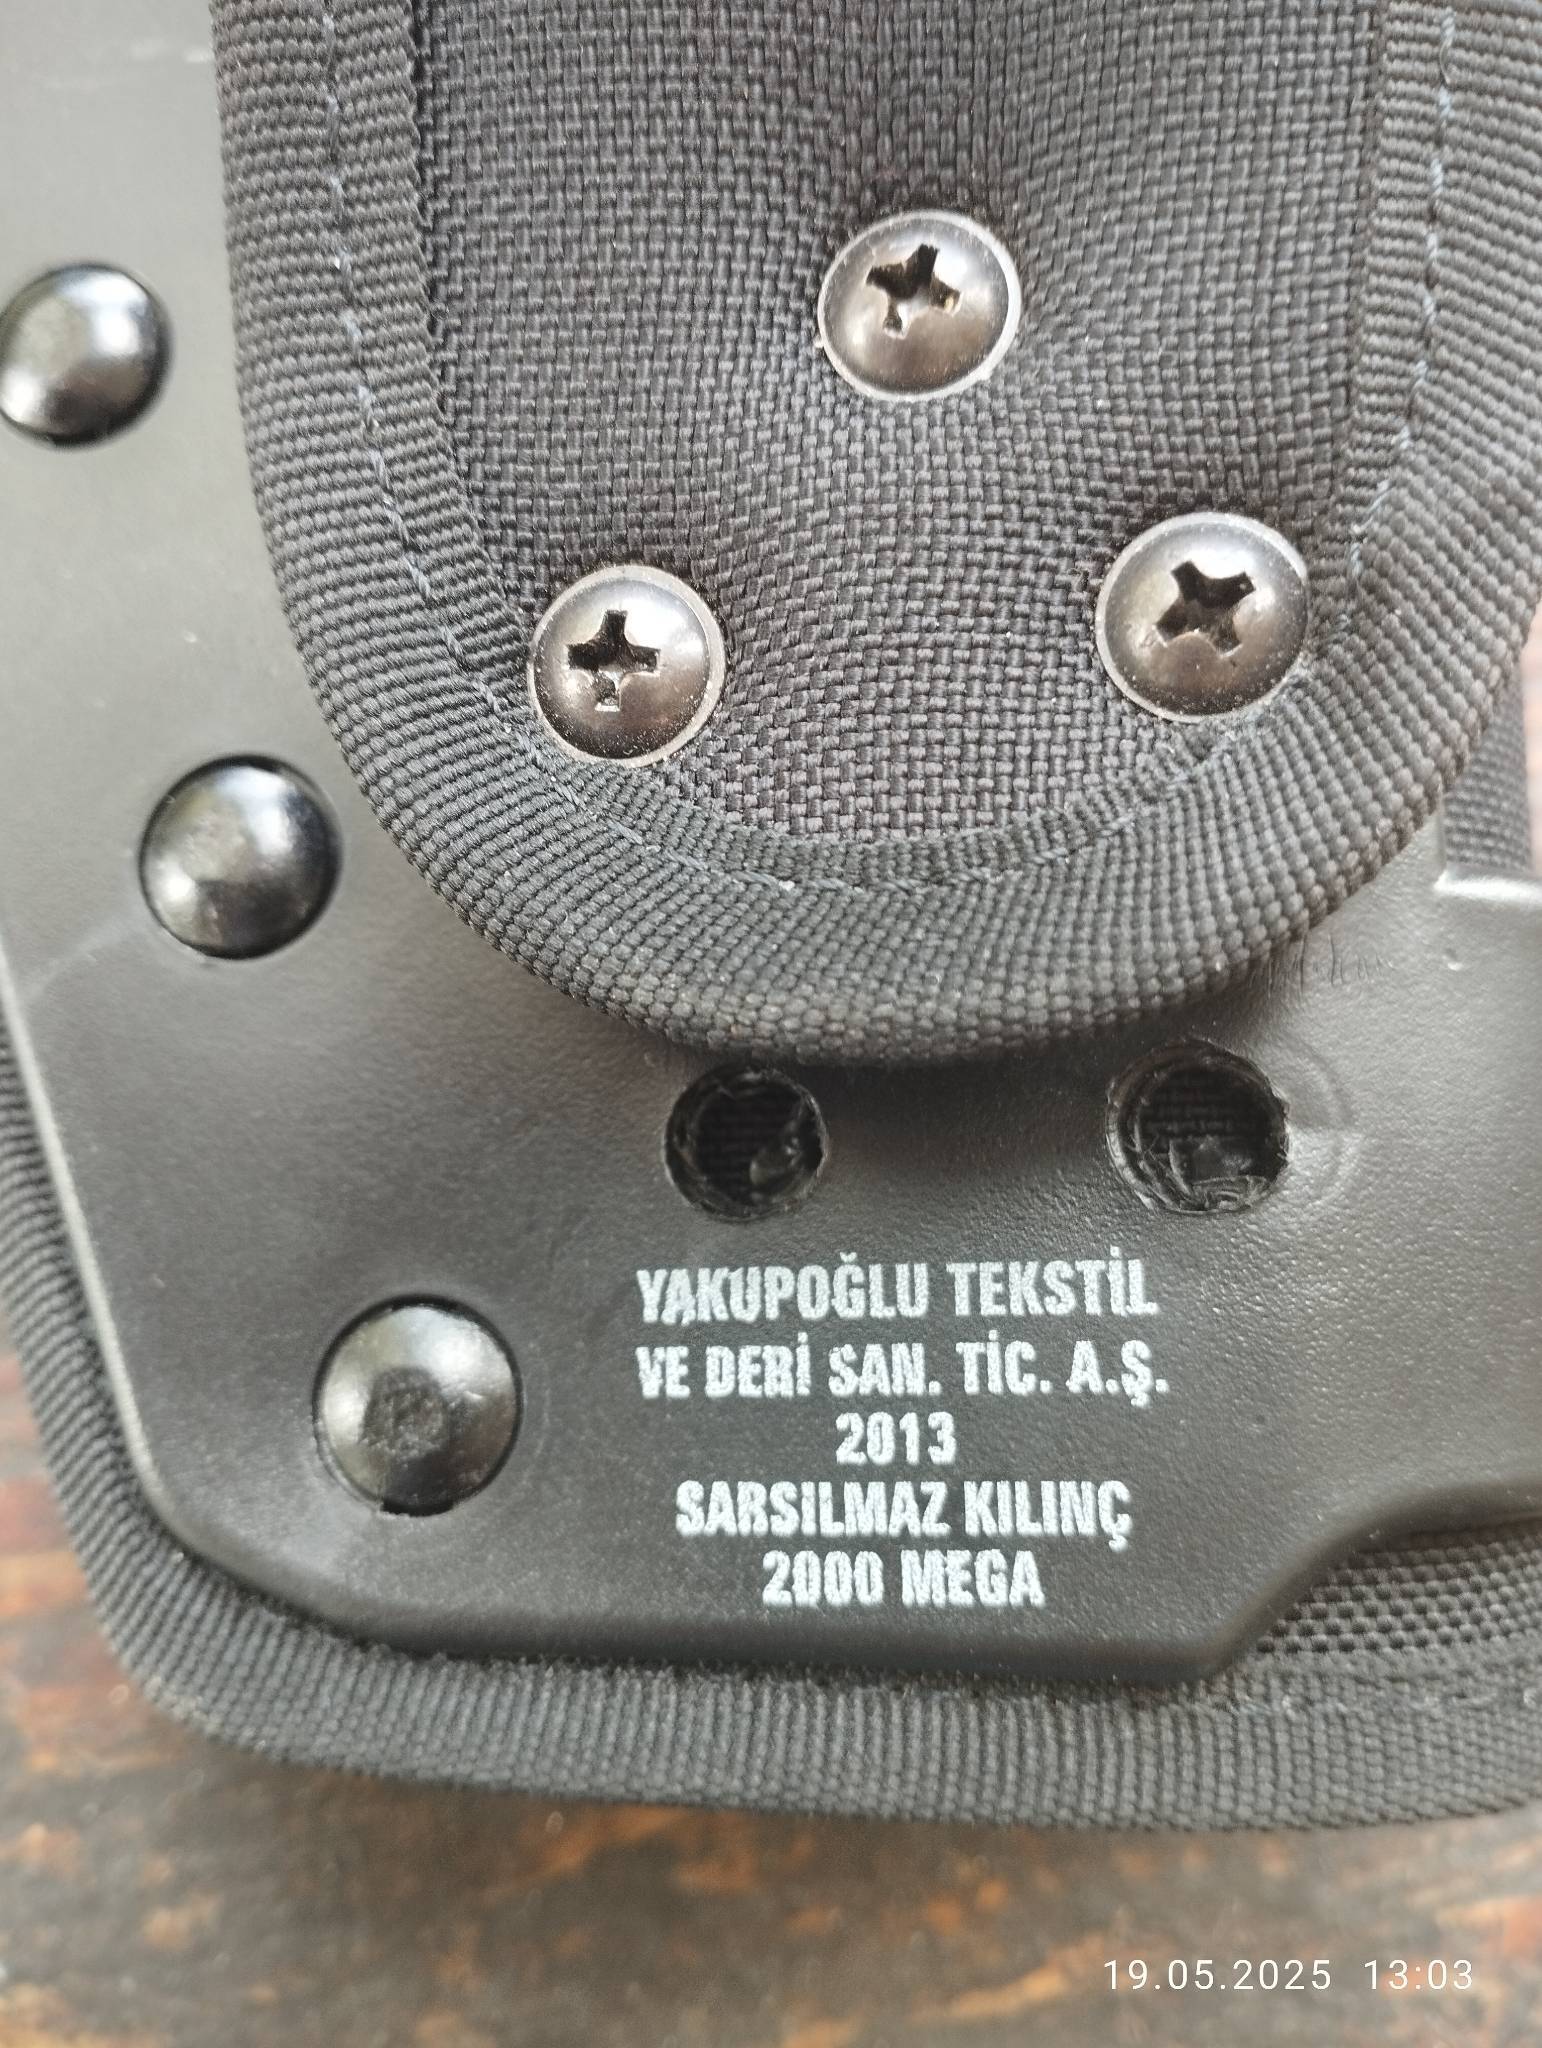 YAKUPOĞLU TEKSTİL
VE DERİ SAN. TİC. A.Ş.
2013
SARSILMAZ KILINÇ
2000 MEGA
19.05.2025 13:03